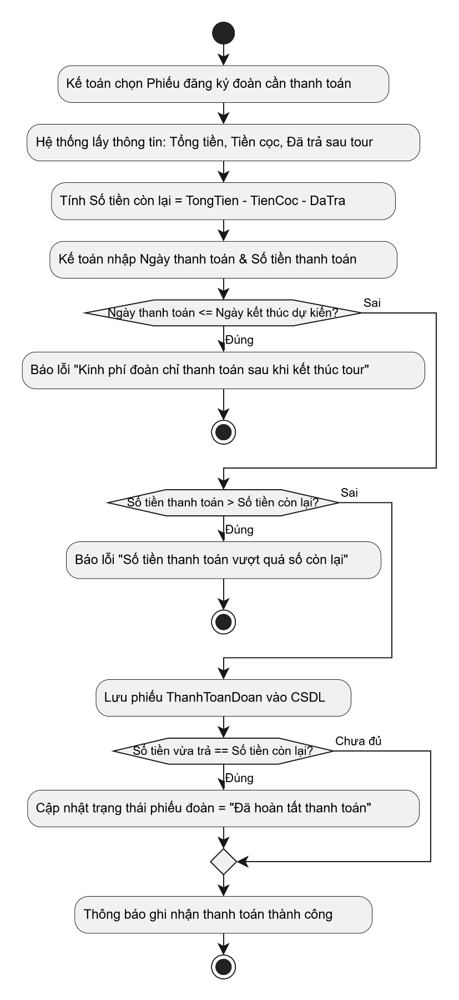 Kế toán chọn Phiếu đăng ký đoàn cần thanh toán
Hệ thống lấy thông tin: Tổng tiền, Tiền cọc, Đã trả sau tour
Tính Số tiền còn lại = TongTien - TienCoc - DaTra
Kế toán nhập Ngày thanh toán & Số tiền thanh toán
Ngày thanh toán <= Ngày kết thúc dự kiến?
Sai
Đúng
Báo lỗi "Kinh phí đoàn chỉ thanh toán sau khi kết thúc tour"
Số tiền thanh toán > Số tiền còn lại?
Sai
Đúng
Báo lỗi "Số tiền thanh toán vượt quá số còn lại"
Lưu phiếu ThanhToanDoan vào CSDL
Số tiền vừa trả == Số tiền còn lại?
Chưa đủ
Đúng
Cập nhật trạng thái phiếu đoàn = "Đã hoàn tất thanh toán"
Thông báo ghi nhận thanh toán thành công